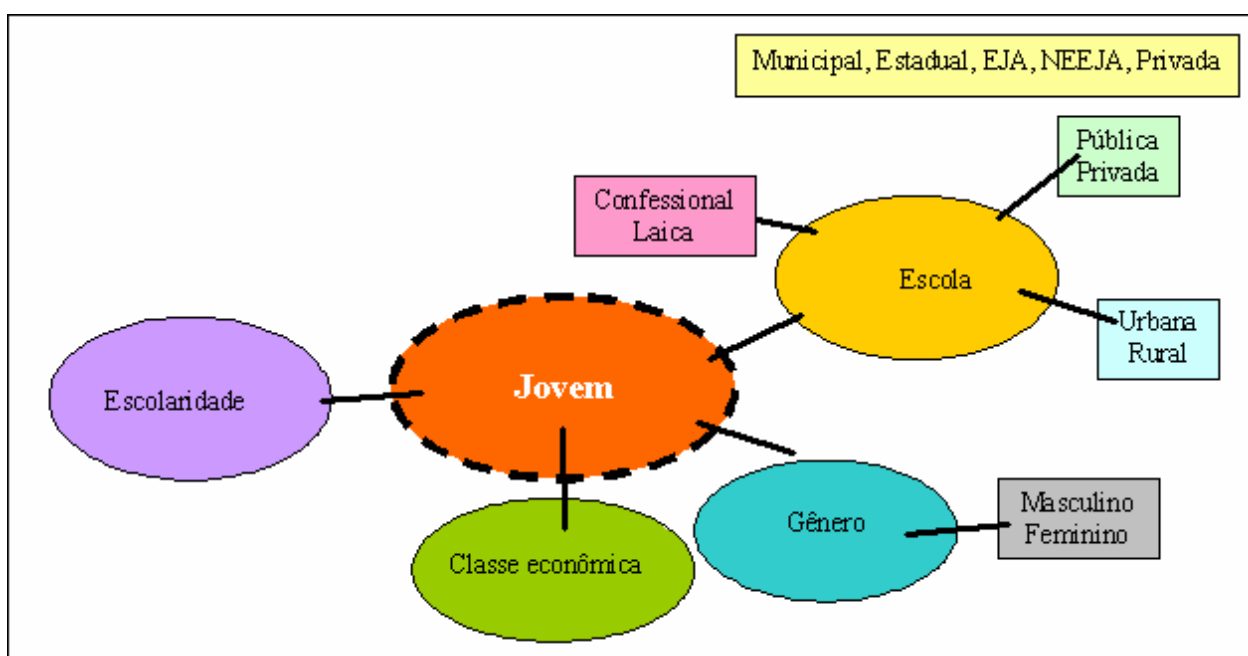 Municipal, Estadual, EJA, NEEJA, Privada
Pública
Privada
Confessional
Laica
Escola
Urbana
Rural
Jovem
Escolaridade
Masculino
Feminino
Gênero
Classe econômica